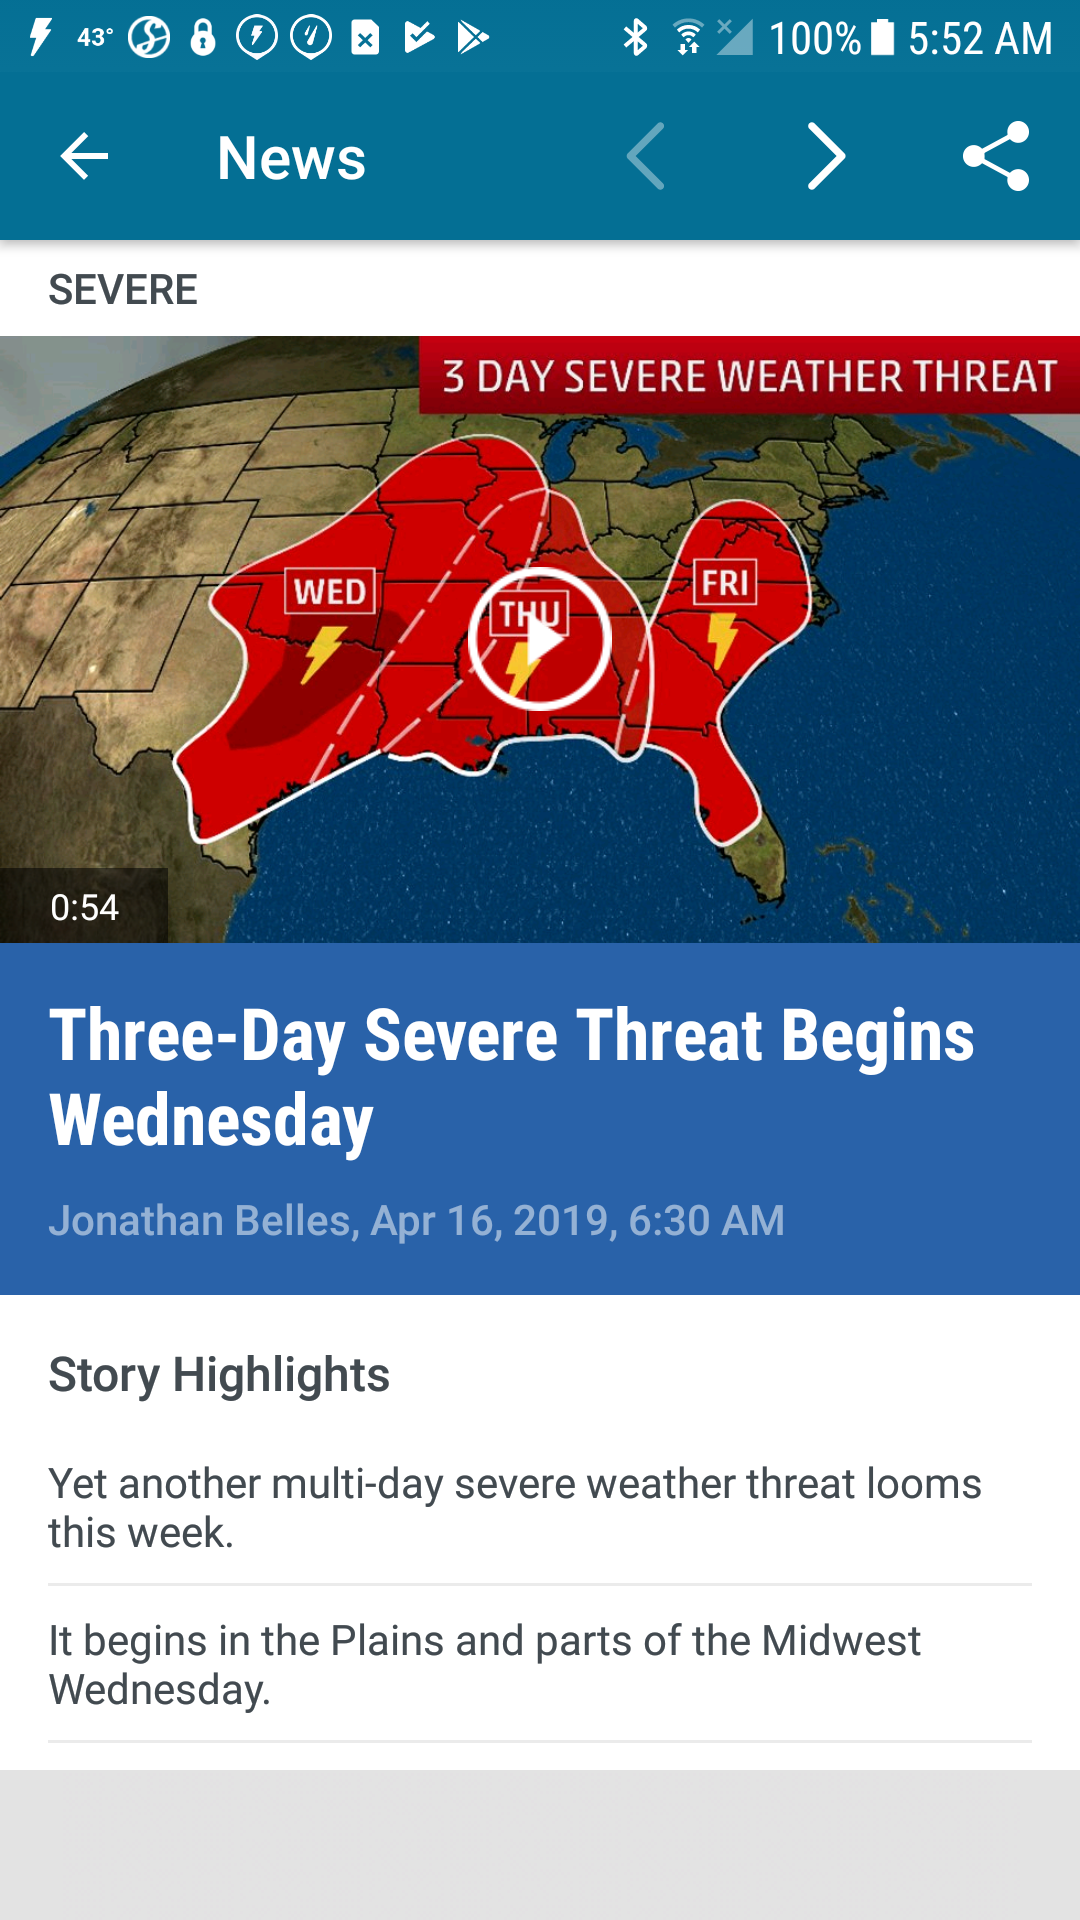 43°
100% 5:52 AM
News
SEVERE
3 DAY SEVERE WEATHER THREAT
WED
THU
FRI
0:54
Three-Day Severe Threat Begins
Wednesday
Jonathan Belles, Apr 16, 2019, 6:30 AM
Story Highlights
Yet another multi-day severe weather threat looms
this week.
It begins in the Plains and parts of the Midwest
Wednesday.